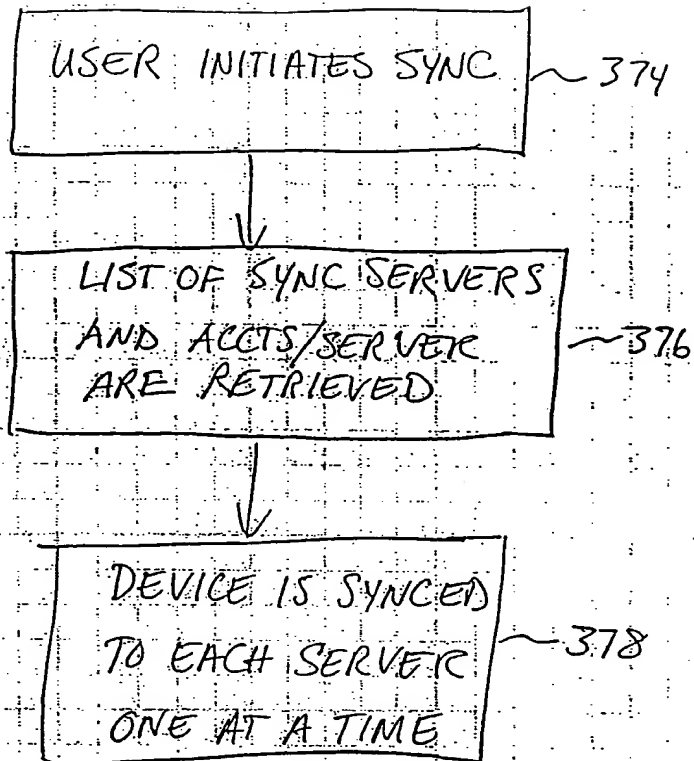 USER INITIATES SYNC
374
LIST OF SYNC SERVERS
AND ACCTS/SERVER
ARE RETRIEVED
376
DEVICE IS SYNCED
TO EACH SERVER
ONE AT A TIME
378